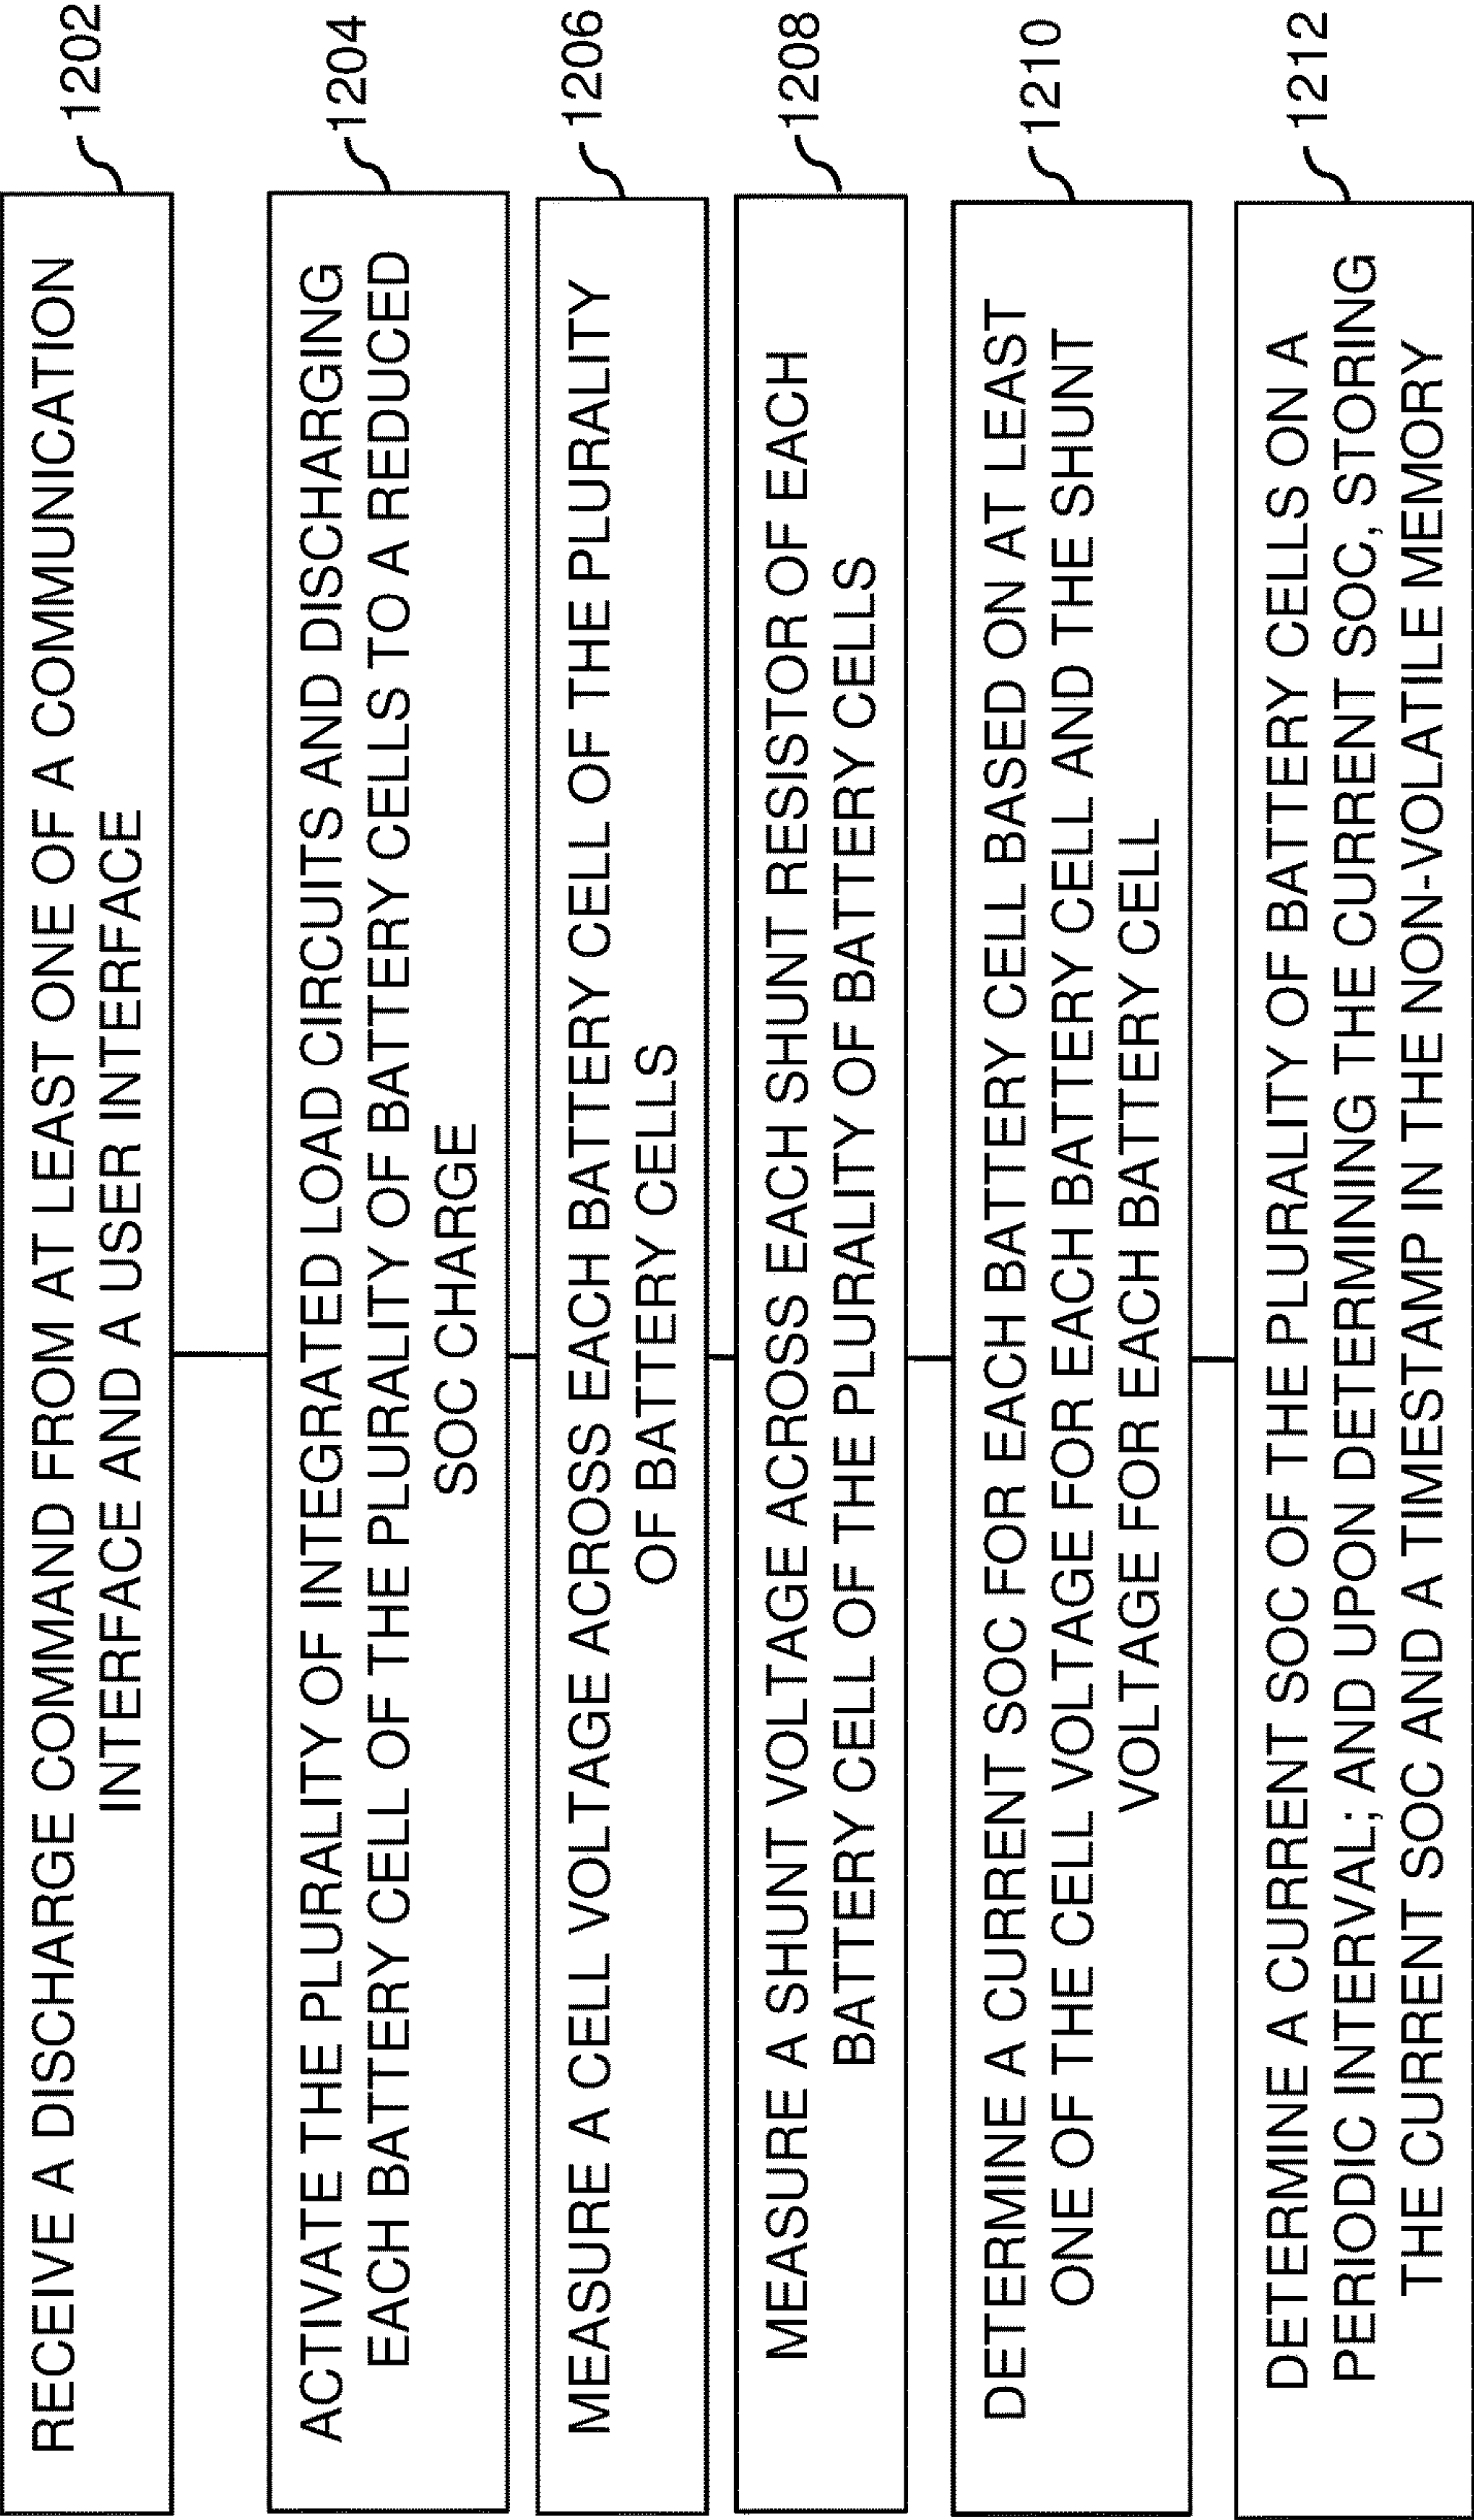 RECEIVE A DISCHARGE COMMAND FROM AT LEAST ONE OF A COMMUNICATION
INTERFACE AND A USER INTERFACE
1202
ACTIVATE THE PLURALITY OF INTEGRATED LOAD CIRCUITS AND DISCHARGING
EACH BATTERY CELL OF THE PLURALITY OF BATTERY CELLS TO A REDUCED
SOC CHARGE
1204
MEASURE A CELL VOLTAGE ACROSS EACH BATTERY CELL OF THE PLURALITY
OF BATTERY CELLS
1206
MEASURE A SHUNT VOLTAGE ACROSS EACH SHUNT RESISTOR OF EACH
BATTERY CELL OF THE PLURALITY OF BATTERY CELLS
1208
DETERMINE A CURRENT SOC FOR EACH BATTERY CELL BASED ON AT LEAST
ONE OF THE CELL VOLTAGE FOR EACH BATTERY CELL AND THE SHUNT
VOLTAGE FOR EACH BATTERY CELL
1210
DETERMINE A CURRENT SOC OF THE PLURALITY OF BATTERY CELLS ON A
PERIODIC INTERVAL; AND UPON DETERMINING THE CURRENT SOC, STORING
THE CURRENT SOC AND A TIMESTAMP IN THE NON-VOLATILE MEMORY
1212